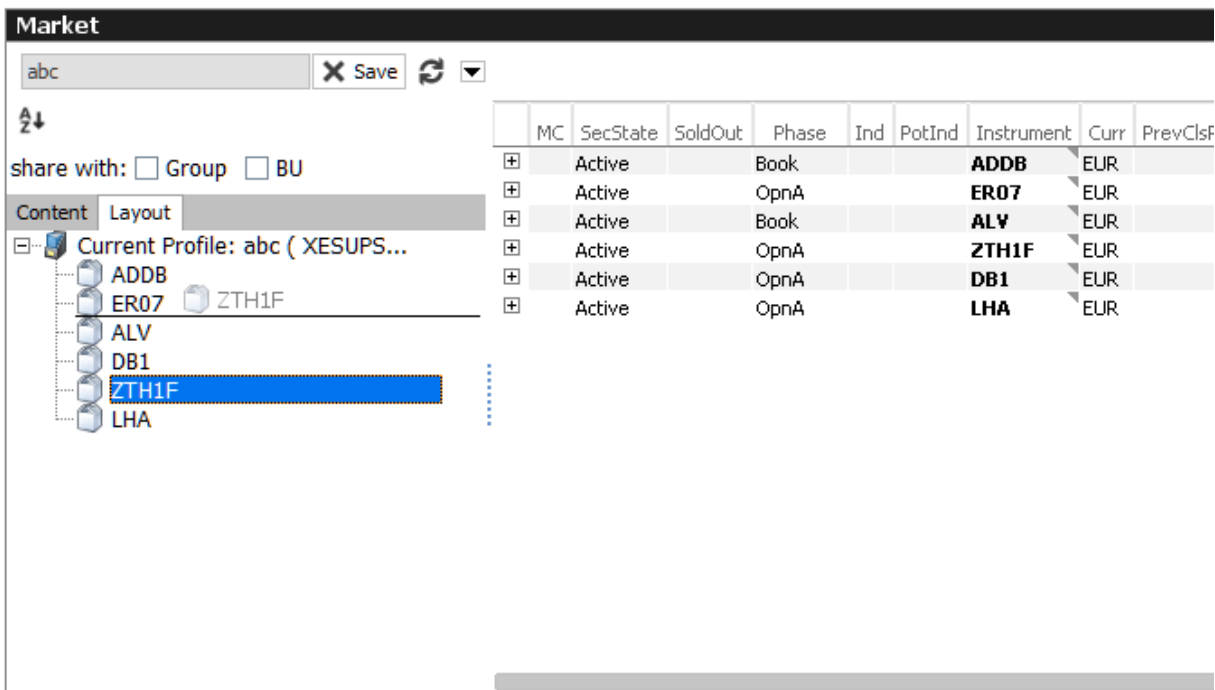 Market
abc Save
A
Z
share with: Group BU
Content Layout
Current Profile: abc ( XESUPS...
ADDB
ER07 ZTH1F
ALV
DB1
ZTH1F
LHA
MC SecState SoldOut Phase Ind PotInd Instrument Curr PrevClsP
Active Book ADDB EUR
Active OpnA ER07 EUR
Active Book ALV EUR
Active OpnA ZTH1F EUR
Active OpnA DB1 EUR
Active OpnA LHA EUR